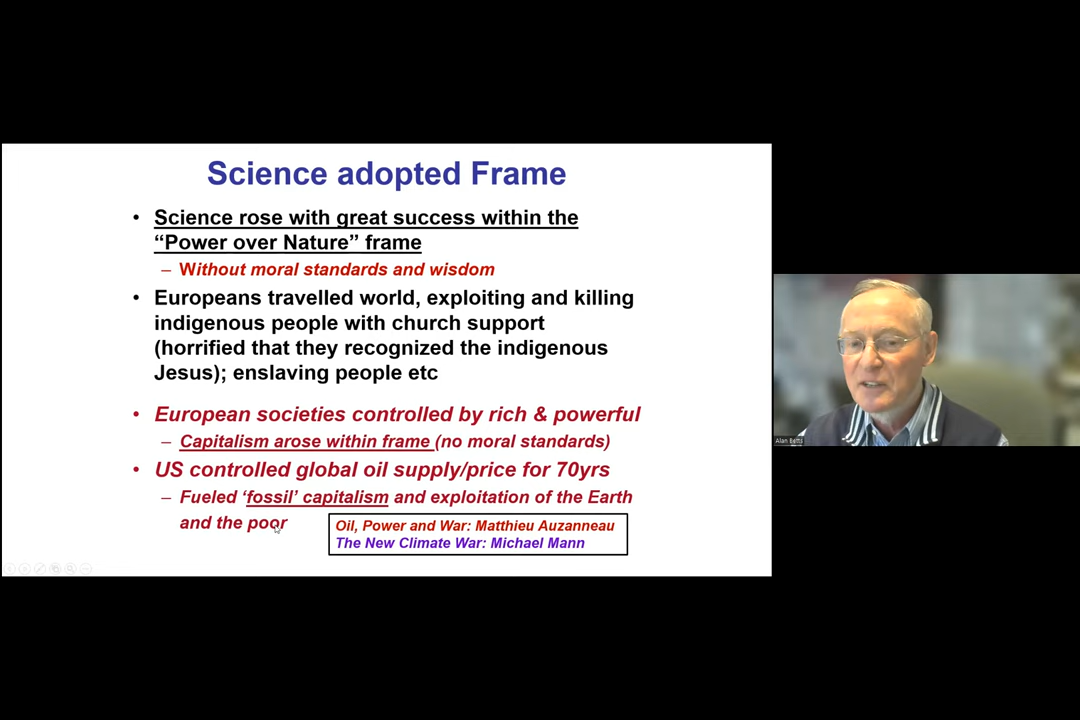 Science adopted Frame
• Science rose with great success within the
“Power over Nature” frame
– Without moral standards and wisdom
• Europeans travelled world, exploiting and killing
indigenous people with church support
(horrified that they recognized the indigenous
Jesus); enslaving people etc
• European societies controlled by rich & powerful
– Capitalism arose within frame (no moral standards)
• US controlled global oil supply/price for 70yrs
– Fueled ‘fossil’ capitalism and exploitation of the Earth
and the poor
Oil, Power and War: Matthieu Auzanneau
The New Climate War: Michael Mann
Alan Betts